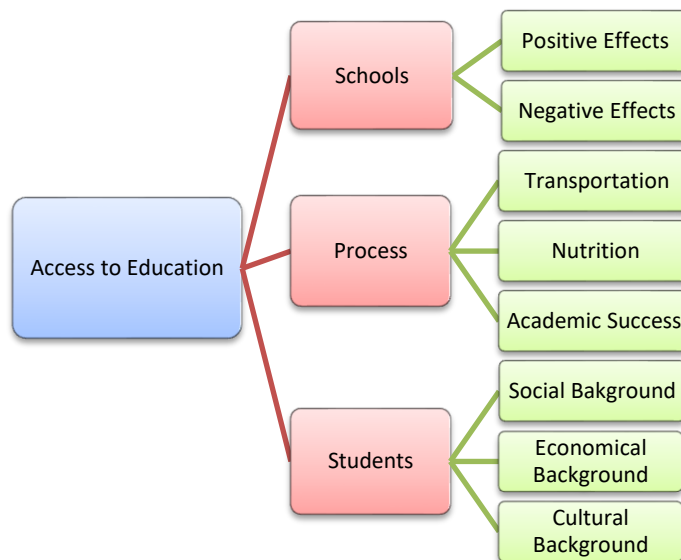 Access to Education
Schools
Positive Effects
Negative Effects
Process
Transportation
Nutrition
Academic Success
Students
Social Bakground
Economical
Background
Cultural
Background